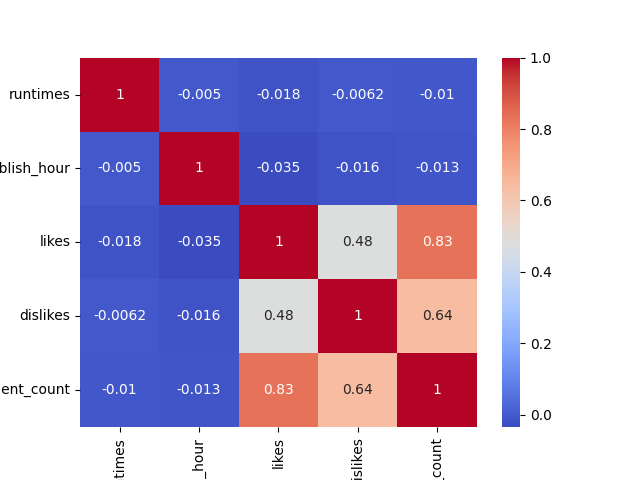 runtimes 1 -0.005 -0.018 -0.0062 -0.01
blish_hour -0.005 1 -0.035 -0.016 -0.013
likes -0.018 -0.035 1 0.48 0.83
dislikes -0.0062 -0.016 0.48 1 0.64
ent_count -0.01 -0.013 0.83 0.64 1
times _hour likes islikes _count
1.0
0.8
0.6
0.4
0.2
0.0